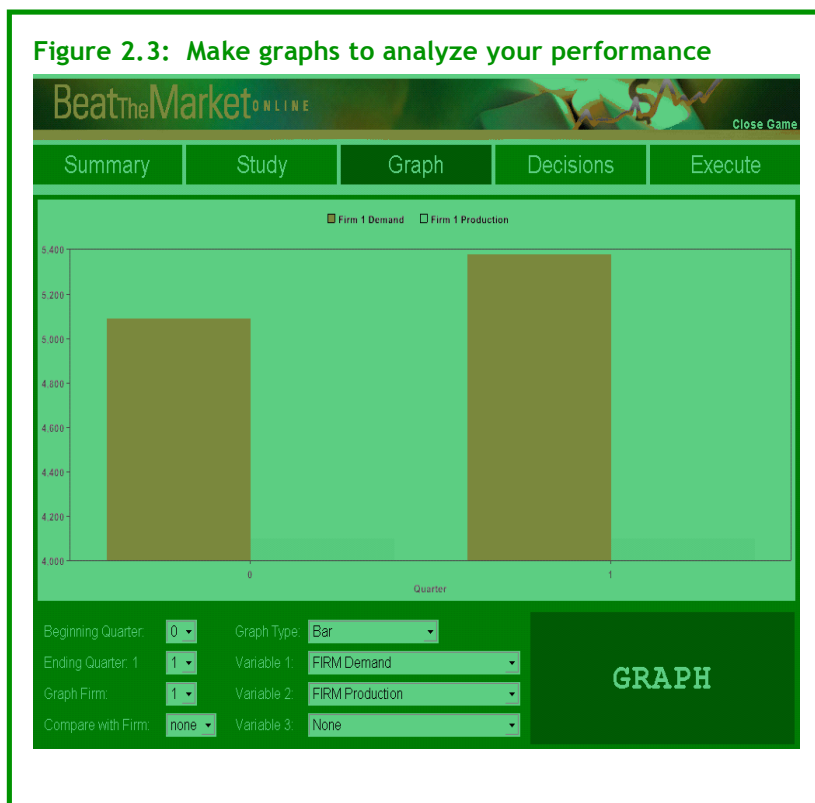 Figure 2.3: Make graphs to analyze your performance
BeatTheMarket ONLINE
Close Game
Summary Study Graph Decisions Execute
Firm 1 Demand Firm 1 Production
5,400
5,200
5,000
4,800
4,600
4,400
4,200
4,000
0 1
Quarter
Beginning Quarter: 0 Graph Type: Bar
Ending Quarter: 1 1 Variable 1: FIRM Demand
Graph Firm: 1 Variable 2: FIRM Production
Compare with Firm: none Variable 3: None
GRAPH